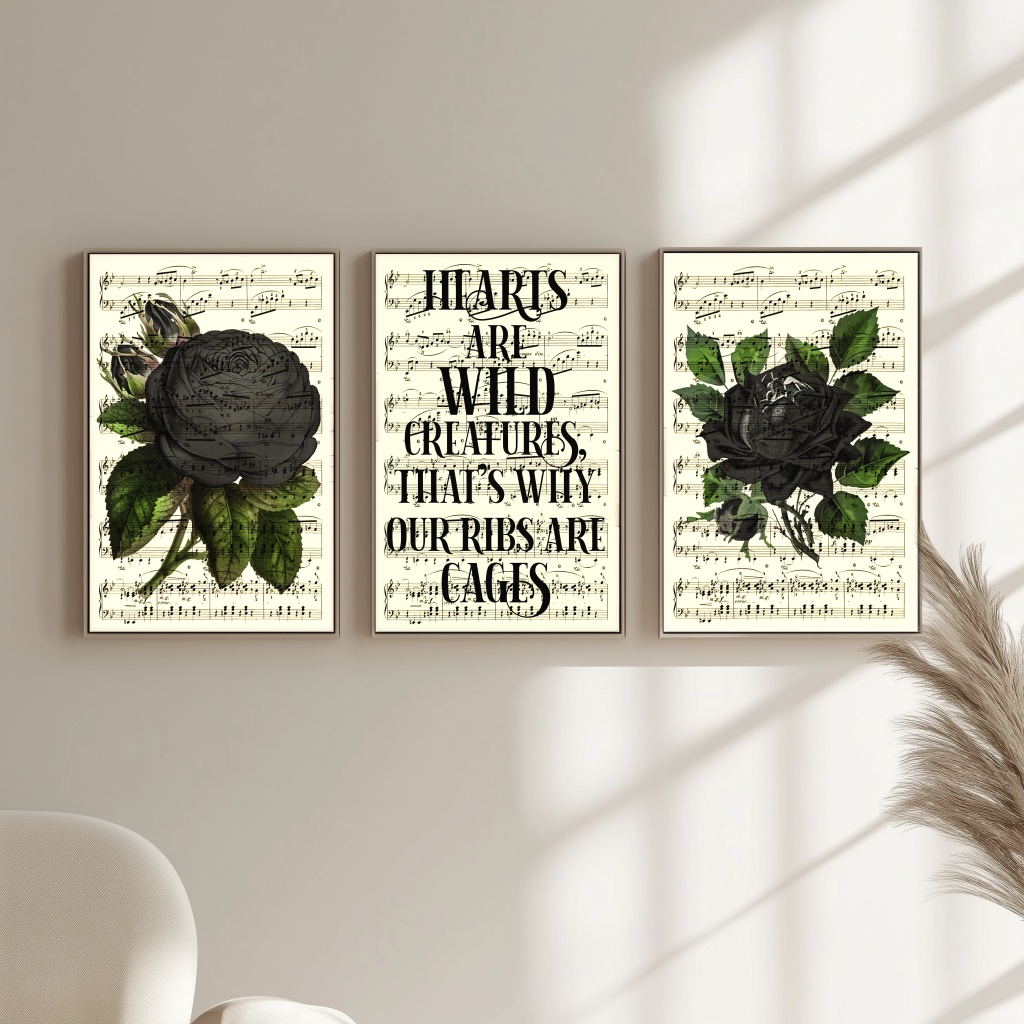 HEARTS
ARE
WILD
CREATURES,
THAT'S WHY
OUR RIBS ARE
CAGES